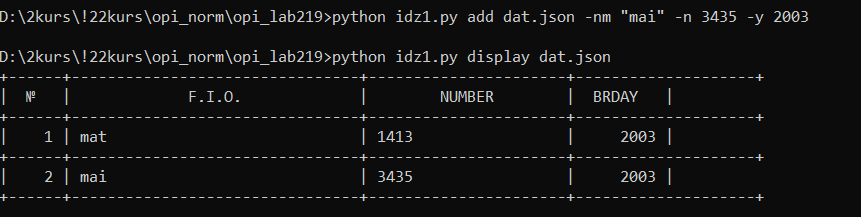 D:\2kurs\!22kurs\opi_norm\opi_lab219>python idz1.py add dat.json -nm "mai" -n 3435 -y 2003
D:\2kurs\!22kurs\opi_norm\opi_lab219>python idz1.py display dat.json
+------+--------------------------------+----------------------+--------------------+
|  №   |             F.I.O.             |        NUMBER        |  BRDAY   |
+------+--------------------------------+----------------------+--------------------+
|    1 | mat                            | 1413                 |     2003 |
+------+--------------------------------+----------------------+--------------------+
|    2 | mai                            | 3435                 |     2003 |
+------+--------------------------------+----------------------+--------------------+